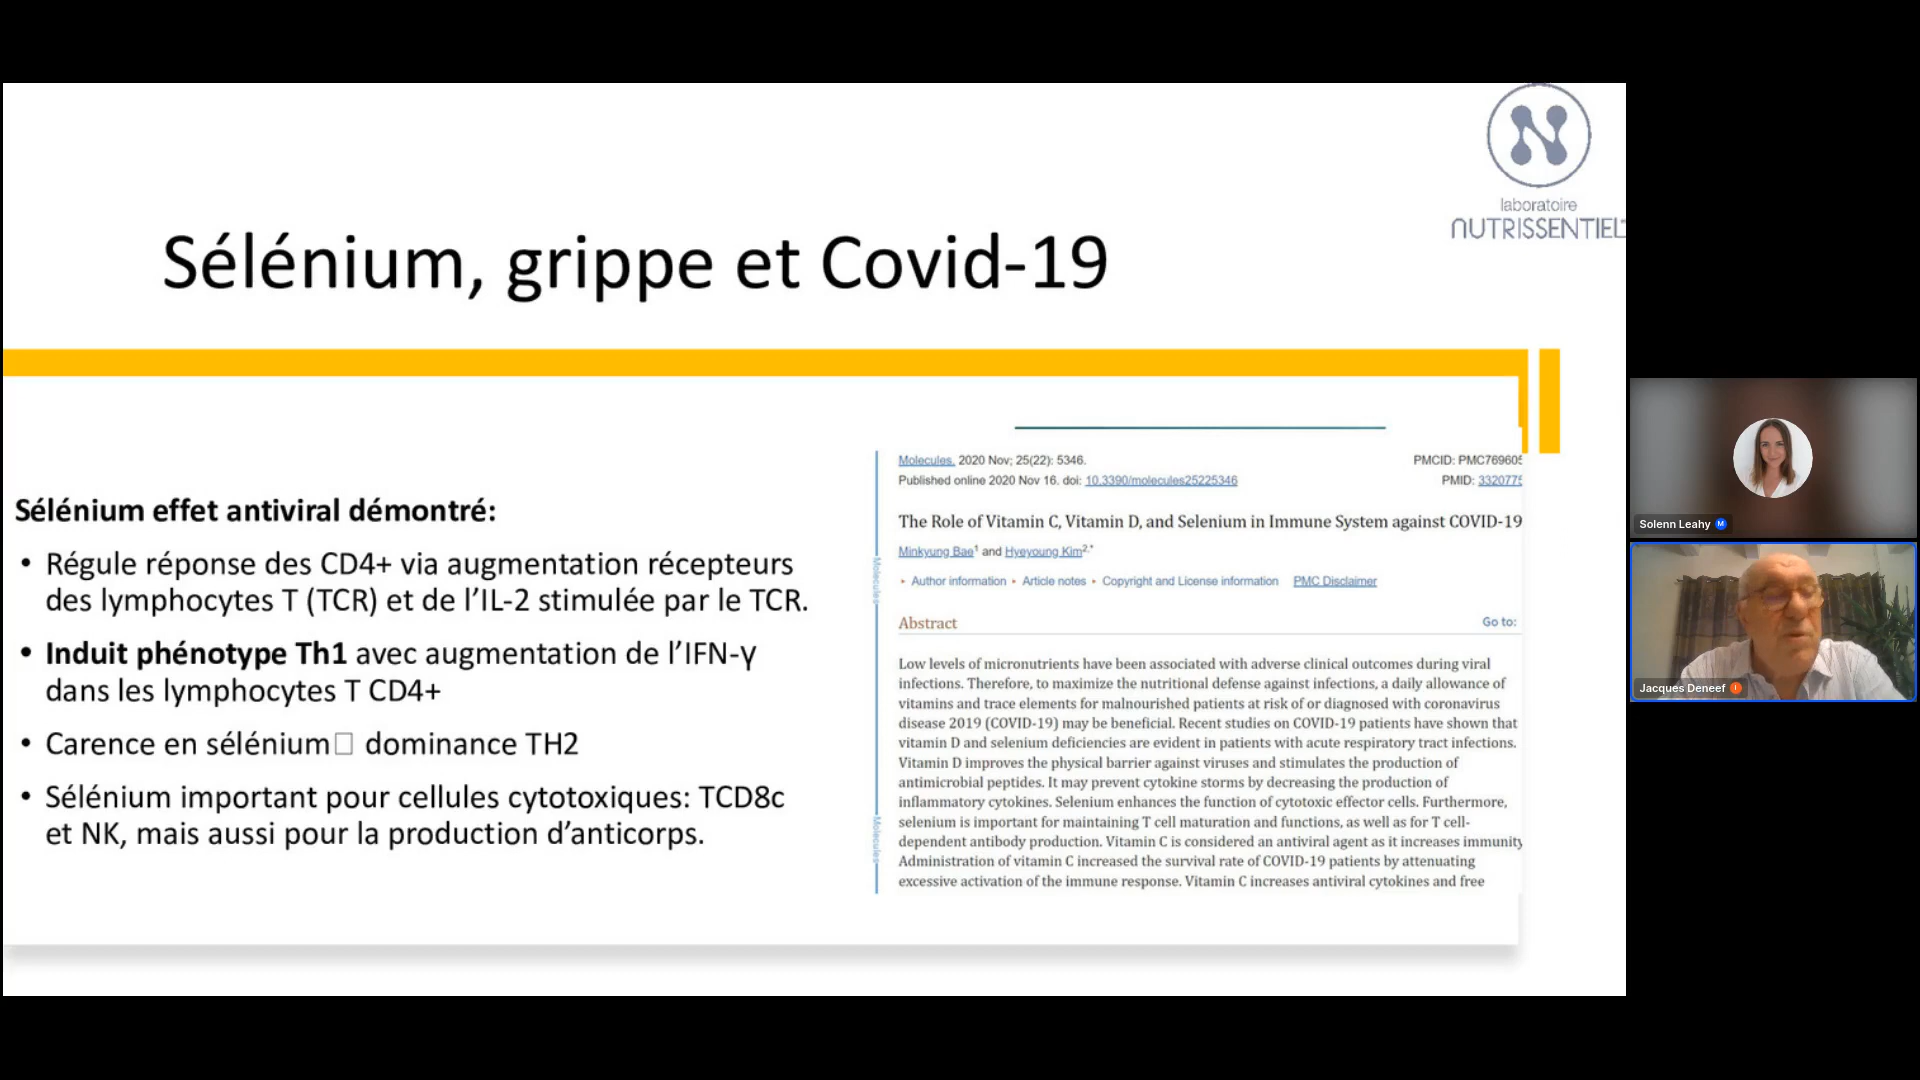 laboratoire
NUTRISSENTIEL
Sélénium, grippe et Covid-19
Sélénium effet antiviral démontré:
• Régule réponse des CD4+ via augmentation récepteurs
des lymphocytes T (TCR) et de l'IL-2 stimulée par le TCR.
• Induit phénotype Th1 avec augmentation de l'IFN-γ
dans les lymphocytes T CD4+
• Carence en sélénium□ dominance TH2
• Sélénium important pour cellules cytotoxiques: TCD8c
et NK, mais aussi pour la production d'anticorps.
Molecules
Molecules
Molecules. 2020 Nov; 25(22): 5346.
PMCID: PMC769605
Published online 2020 Nov 16. doi: 10.3390/molecules25225346
PMID: 3320775
The Role of Vitamin C, Vitamin D, and Selenium in Immune System against COVID-19
Minkyung Bae1 and Hyeyoung Kim2,*
▸ Author information ▸ Article notes ▸ Copyright and License information PMC Disclaimer
Abstract
Go to:
Low levels of micronutrients have been associated with adverse clinical outcomes during viral
infections. Therefore, to maximize the nutritional defense against infections, a daily allowance of
vitamins and trace elements for malnourished patients at risk of or diagnosed with coronavirus
disease 2019 (COVID-19) may be beneficial. Recent studies on COVID-19 patients have shown that
vitamin D and selenium deficiencies are evident in patients with acute respiratory tract infections.
Vitamin D improves the physical barrier against viruses and stimulates the production of
antimicrobial peptides. It may prevent cytokine storms by decreasing the production of
inflammatory cytokines. Selenium enhances the function of cytotoxic effector cells. Furthermore,
selenium is important for maintaining T cell maturation and functions, as well as for T cell-
dependent antibody production. Vitamin C is considered an antiviral agent as it increases immunity
Administration of vitamin C increased the survival rate of COVID-19 patients by attenuating
excessive activation of the immune response. Vitamin C increases antiviral cytokines and free
Solenn Leahy M
Jacques Deneef I